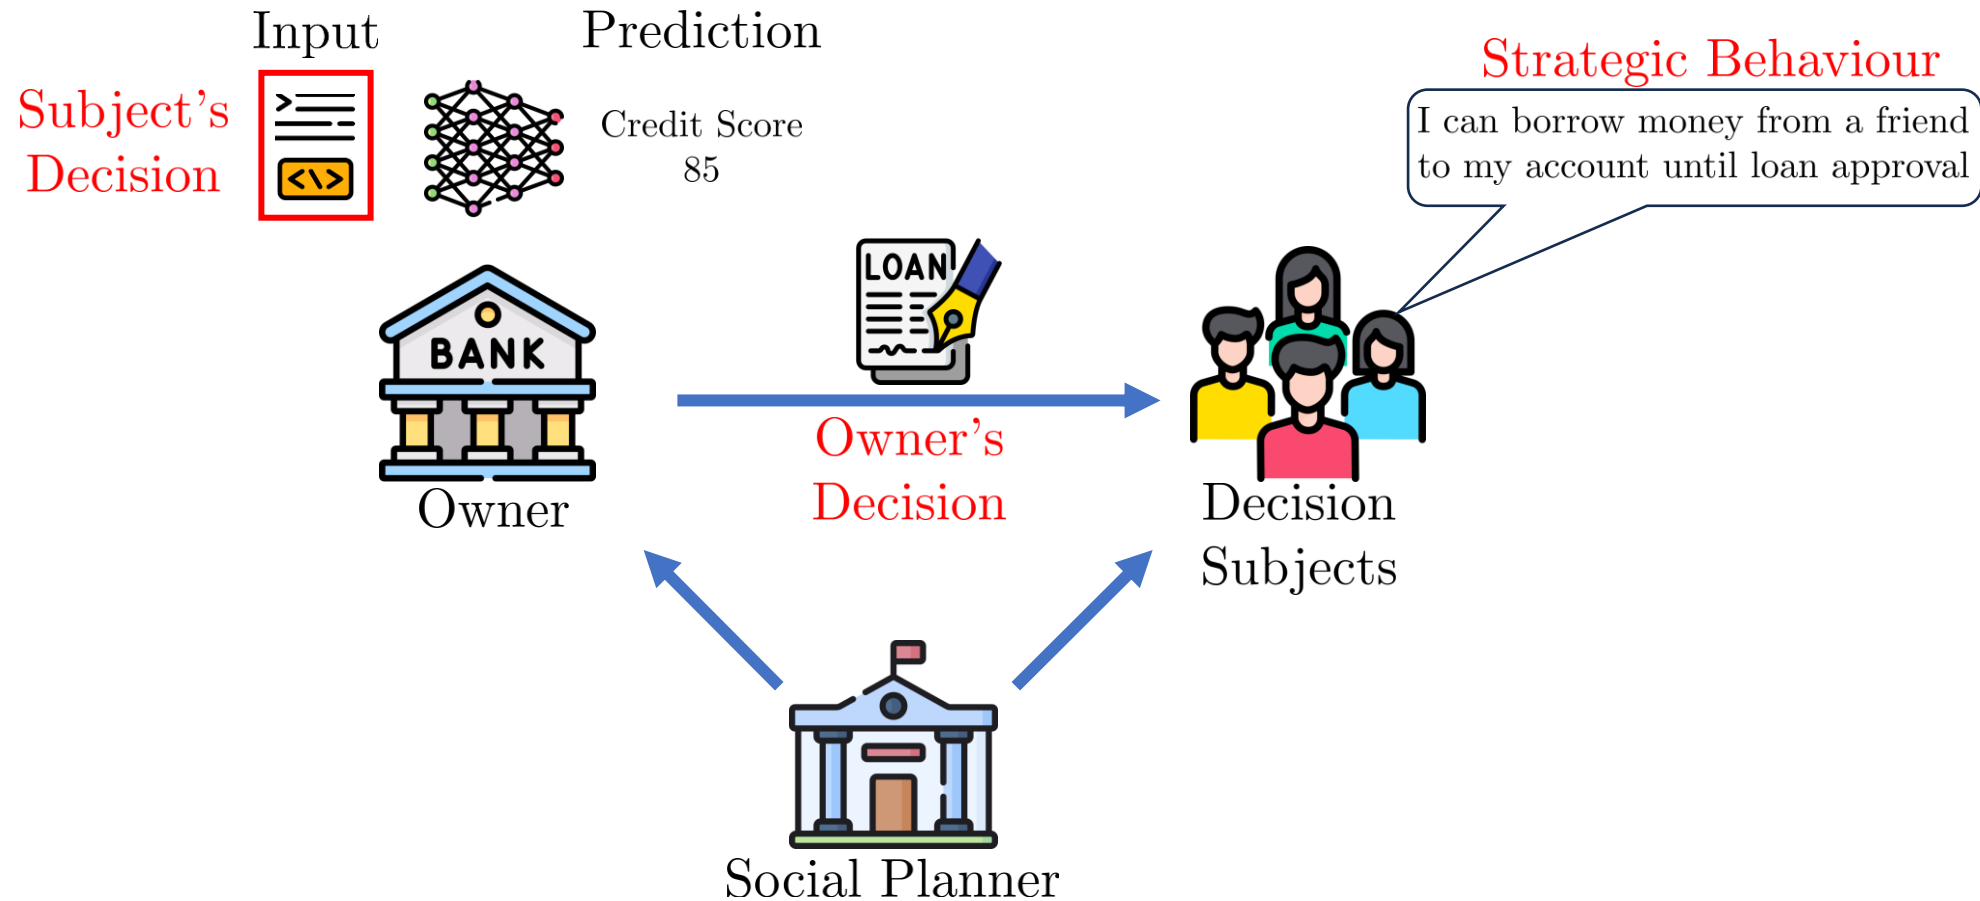 Input
Prediction
Subject's
Decision
<\>
Credit Score
85
Strategic Behaviour
I can borrow money from a friend
to my account until loan approval
LOAN
BANK
Owner
Owner's
Decision
Decision
Subjects
Social Planner